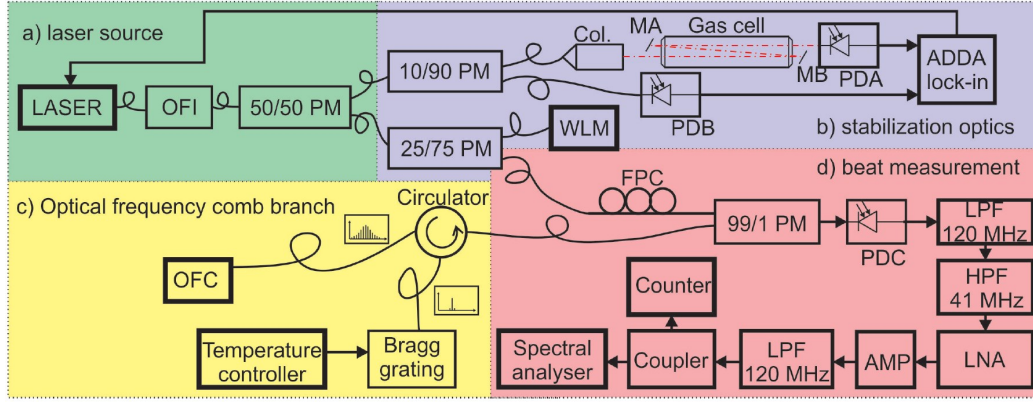 a) laser source
LASER
OFI
50/50 PM
10/90 PM
Col.
MA
Gas cell
MB
PDA
ADDA
lock-in
PDB
25/75 PM
WLM
b) stabilization optics
c) Optical frequency comb branch
Circulator
OFC
Temperature
controller
Bragg
grating
d) beat measurement
FPC
99/1 PM
PDC
LPF
120 MHz
HPF
41 MHz
LNA
AMP
LPF
120 MHz
Coupler
Counter
Spectral
analyser